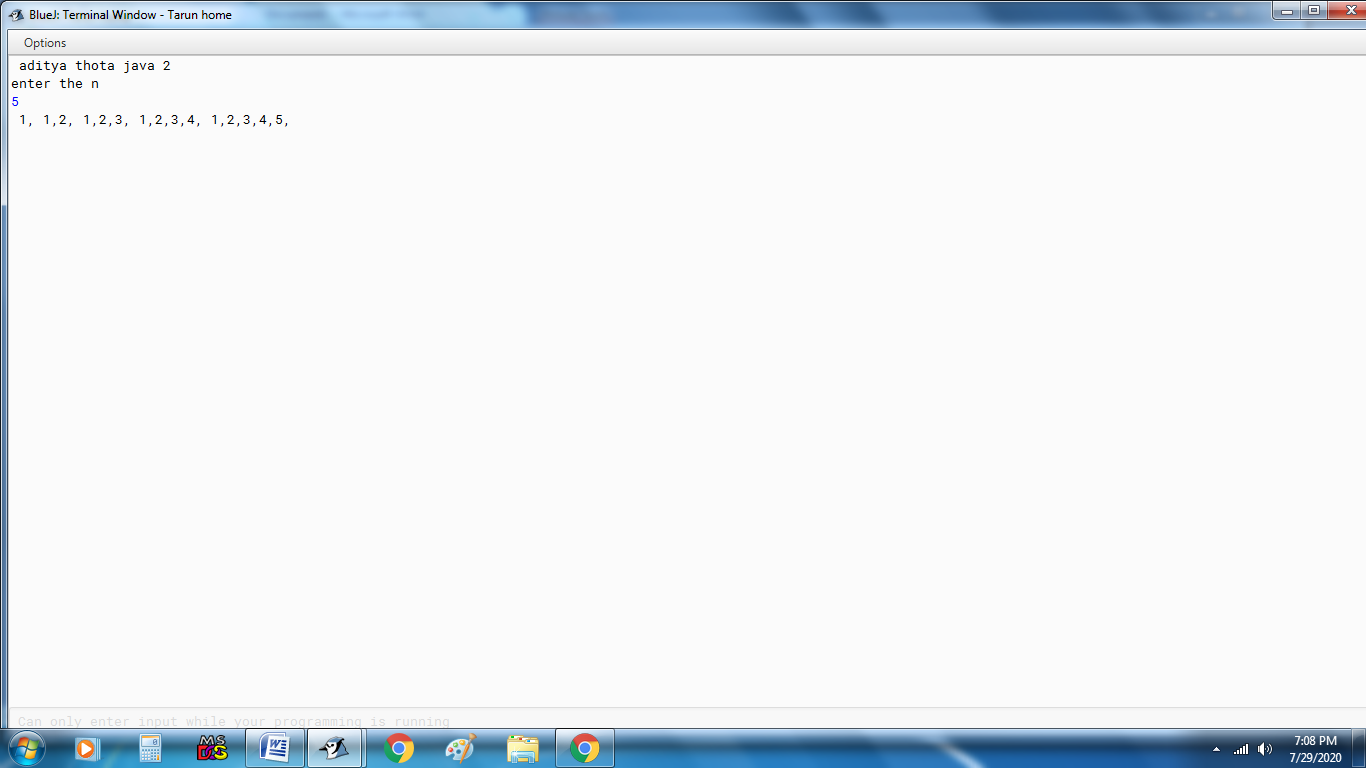 BlueJ: Terminal Window - Tarun home
Options
aditya thota java 2
enter the n
5
1, 1,2, 1,2,3, 1,2,3,4, 1,2,3,4,5,
Can only enter input while your programming is running
MS
DOS
7:08 PM
7/29/2020